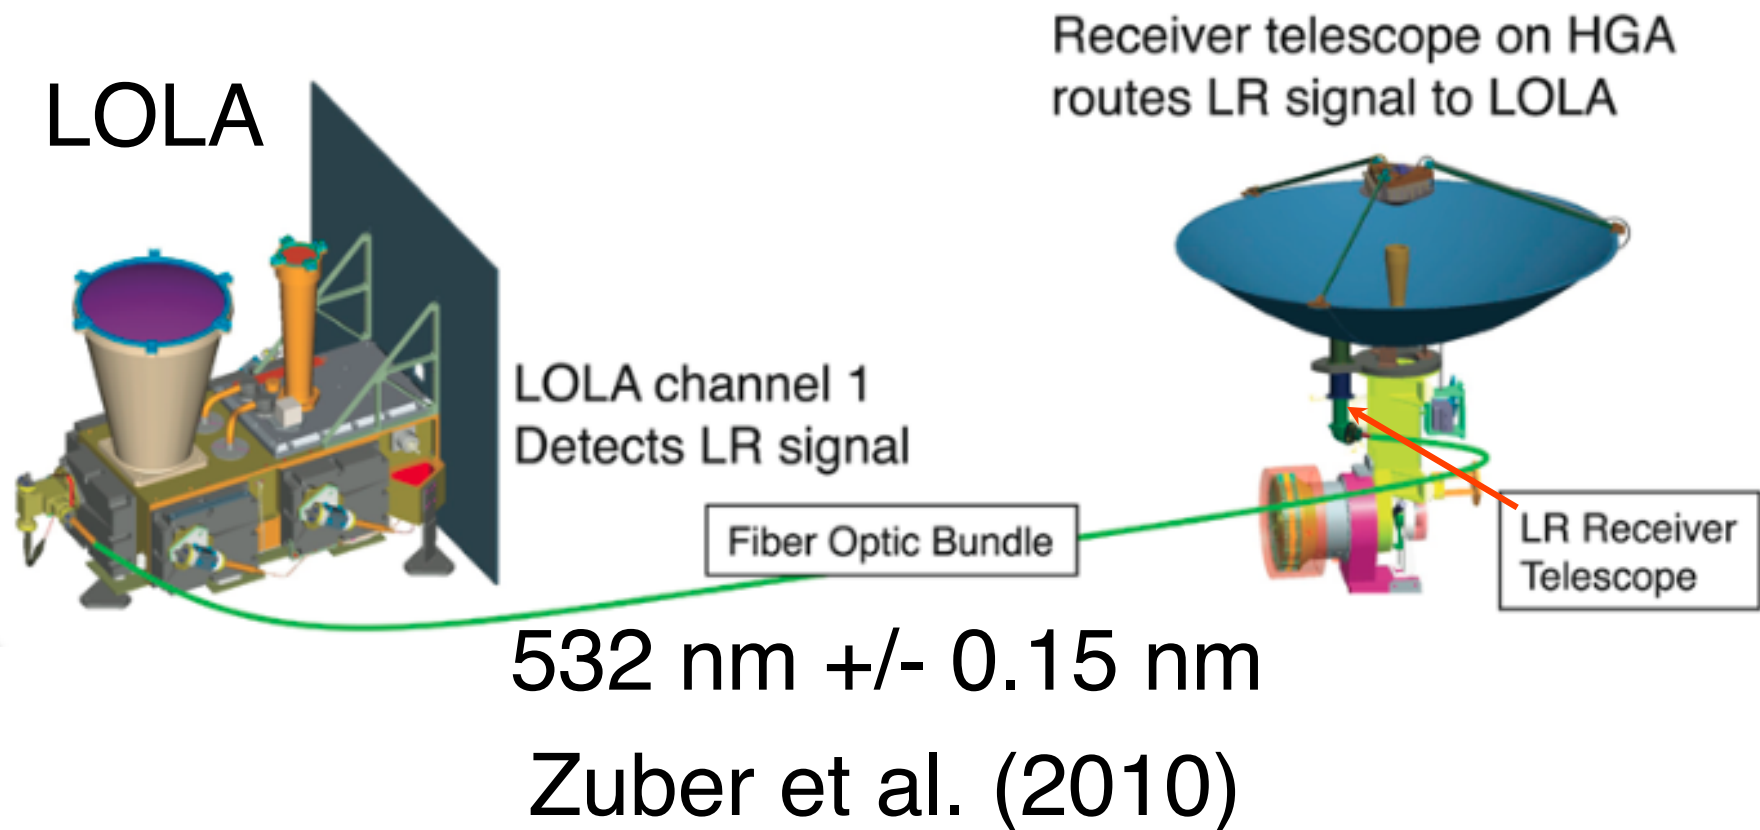 Receiver telescope on HGA
routes LR signal to LOLA
LOLA
LOLA channel 1
Detects LR signal
Fiber Optic Bundle
LR Receiver
Telescope
532 nm +/- 0.15 nm
Zuber et al. (2010)